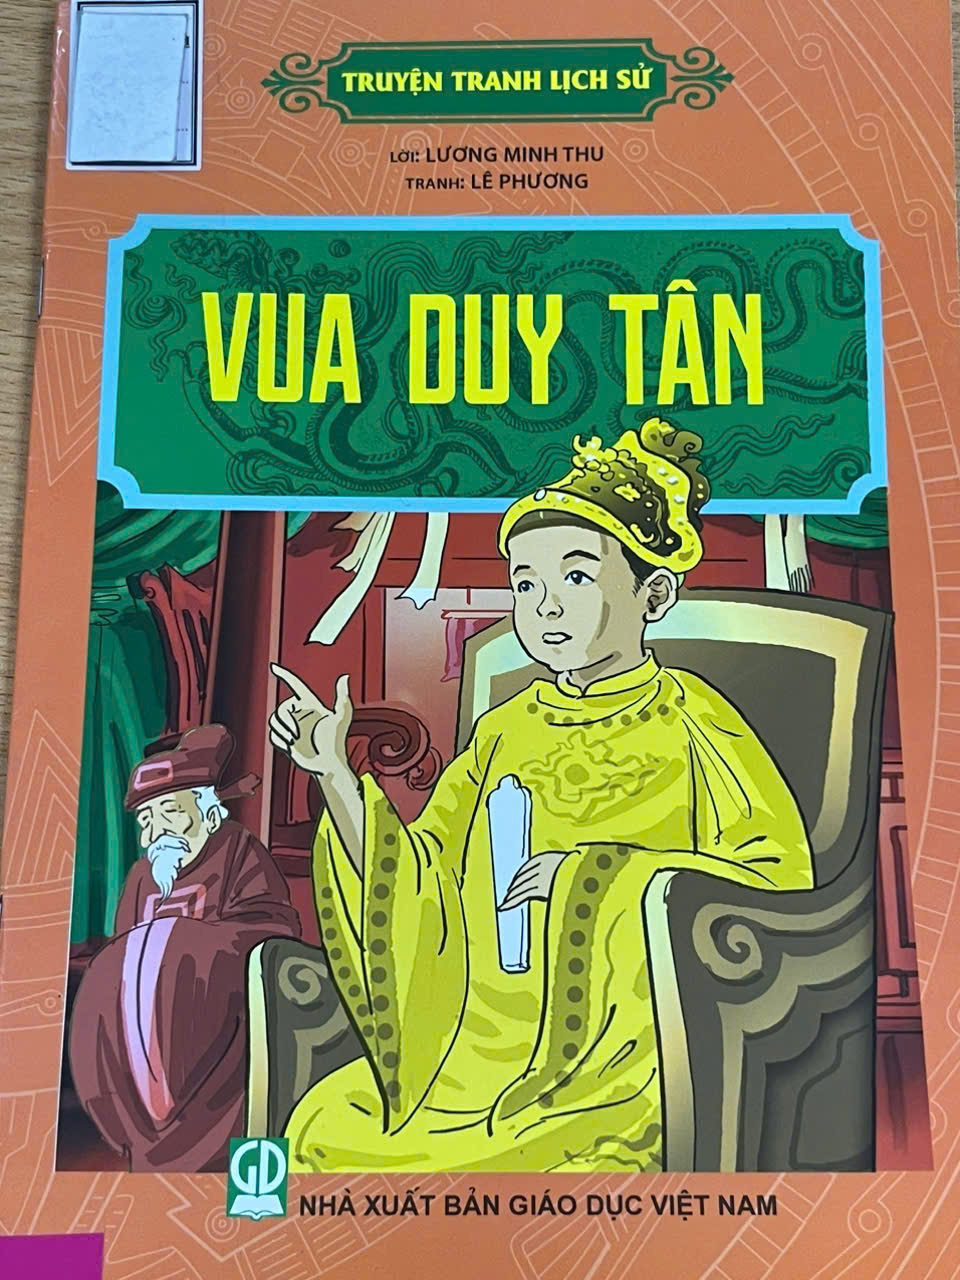 TRUYỆN TRANH LỊCH SỬ
LỜI: LƯƠNG MINH THU
TRANH: LÊ PHƯƠNG
VUA DUY TÂN
GD
NHÀ XUẤT BẢN GIÁO DỤC VIỆT NAM